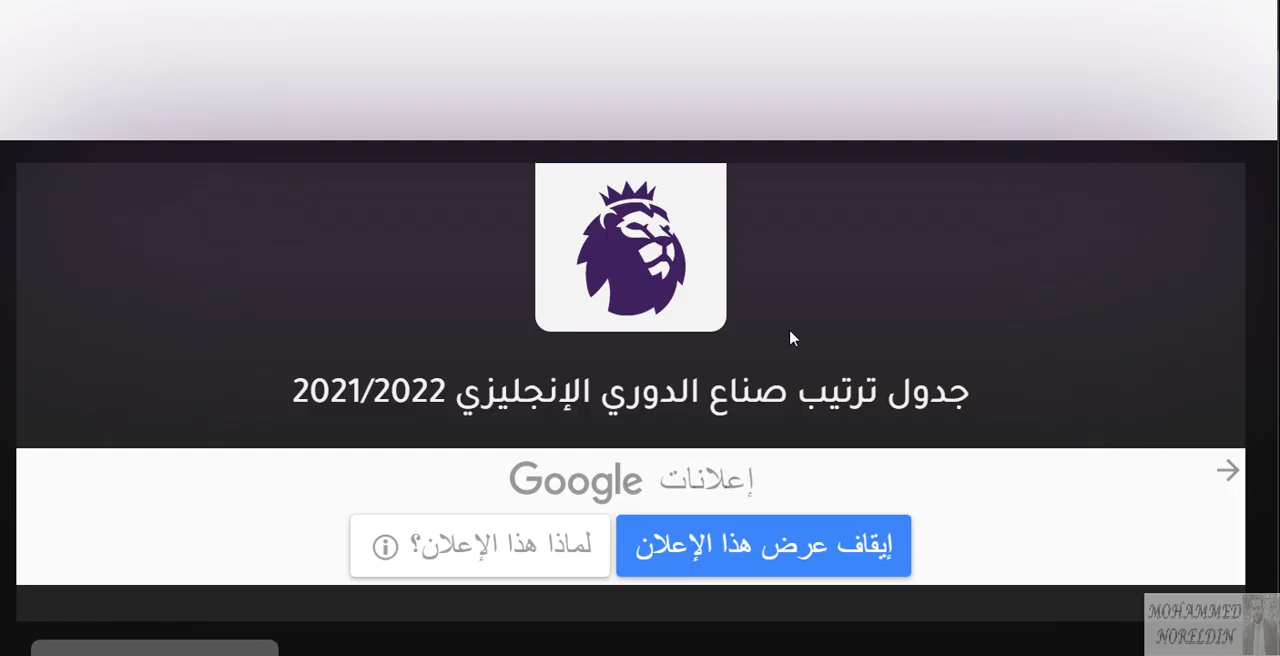 جدول ترتيب صناع الدوري الإنجليزي 2021/2022
إعلانات Google
إيقاف عرض هذا الإعلان
لماذا هذا الإعلان؟
MOHAMMED
NORELDIN